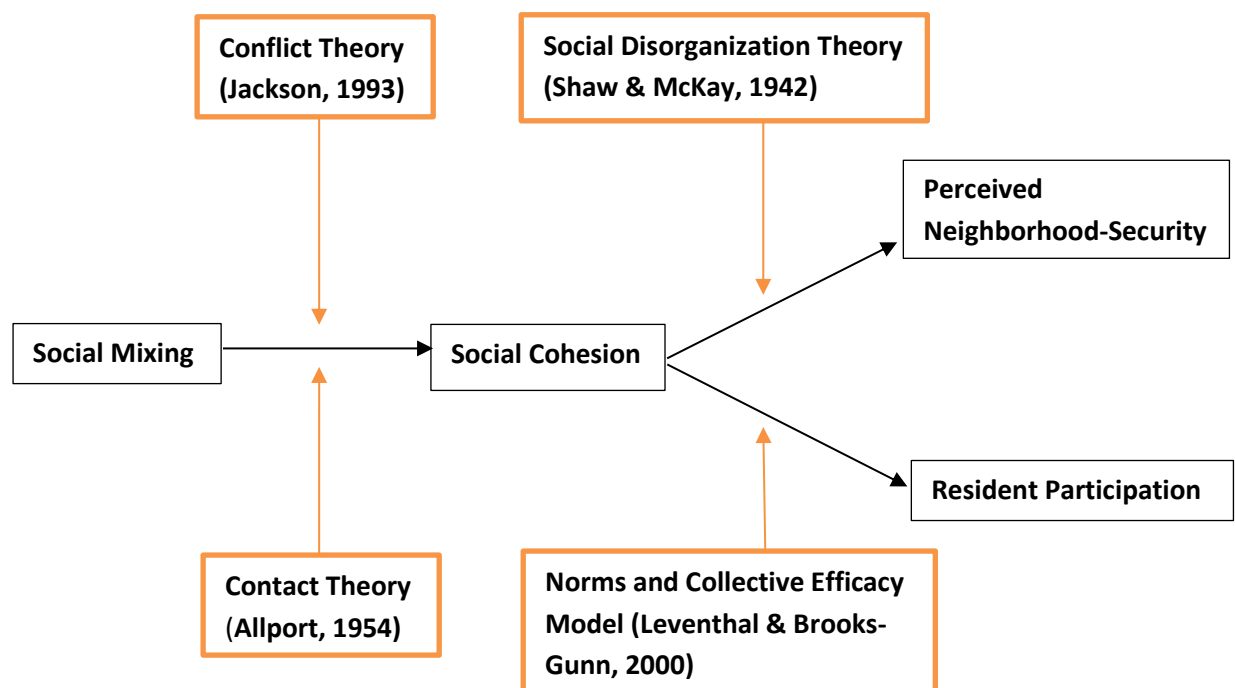 Conflict Theory
(Jackson, 1993)
Social Disorganization Theory
(Shaw & McKay, 1942)
Perceived
Neighborhood-Security
Social Mixing
Social Cohesion
Resident Participation
Contact Theory
(Allport, 1954)
Norms and Collective Efficacy
Model (Leventhal & Brooks-
Gunn, 2000)